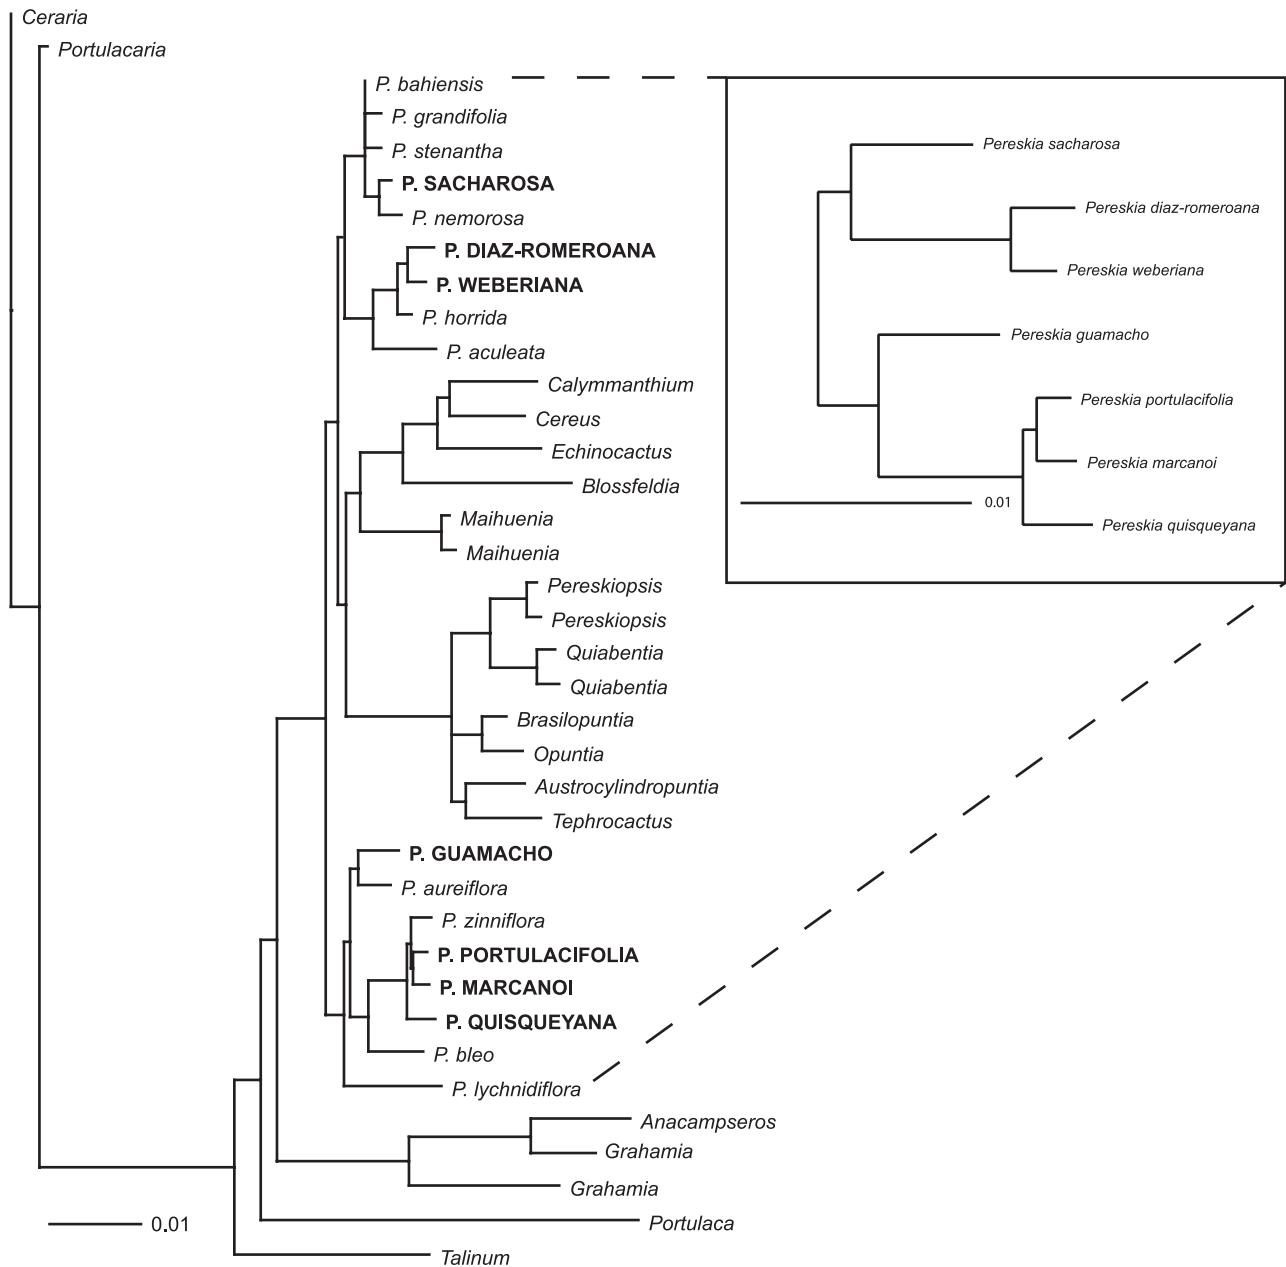 Ceraria
Portulacaria
P. bahiensis
P. grandifolia
P. stenantha
P. SACHAROSA
P. nemorosa
P. DIAZ-ROMEROANA
P. WEBERIANA
P. horrida
P. aculeata
Calymmanthium
Cereus
Echinocactus
Blossfeldia
Maihuenia
Maihuenia
Pereskiopsis
Pereskiopsis
Quiabentia
Quiabentia
Brasilopuntia
Opuntia
Austrocylindropuntia
Tephrocactus
P. GUAMACHO
P. aureiflora
P. zinniflora
P. PORTULACIFOLIA
P. MARCANOI
P. QUISQUEYANA
P. bleo
P. lychnidiflora
Anacampseros
Grahamia
Grahamia
Portulaca
Talinum
0.01
Pereskia sacharosa
Pereskia diaz-romeroana
Pereskia weberiana
Pereskia guamacho
Pereskia portulacifolia
Pereskia marcanoi
Pereskia quisqueyana
0.01